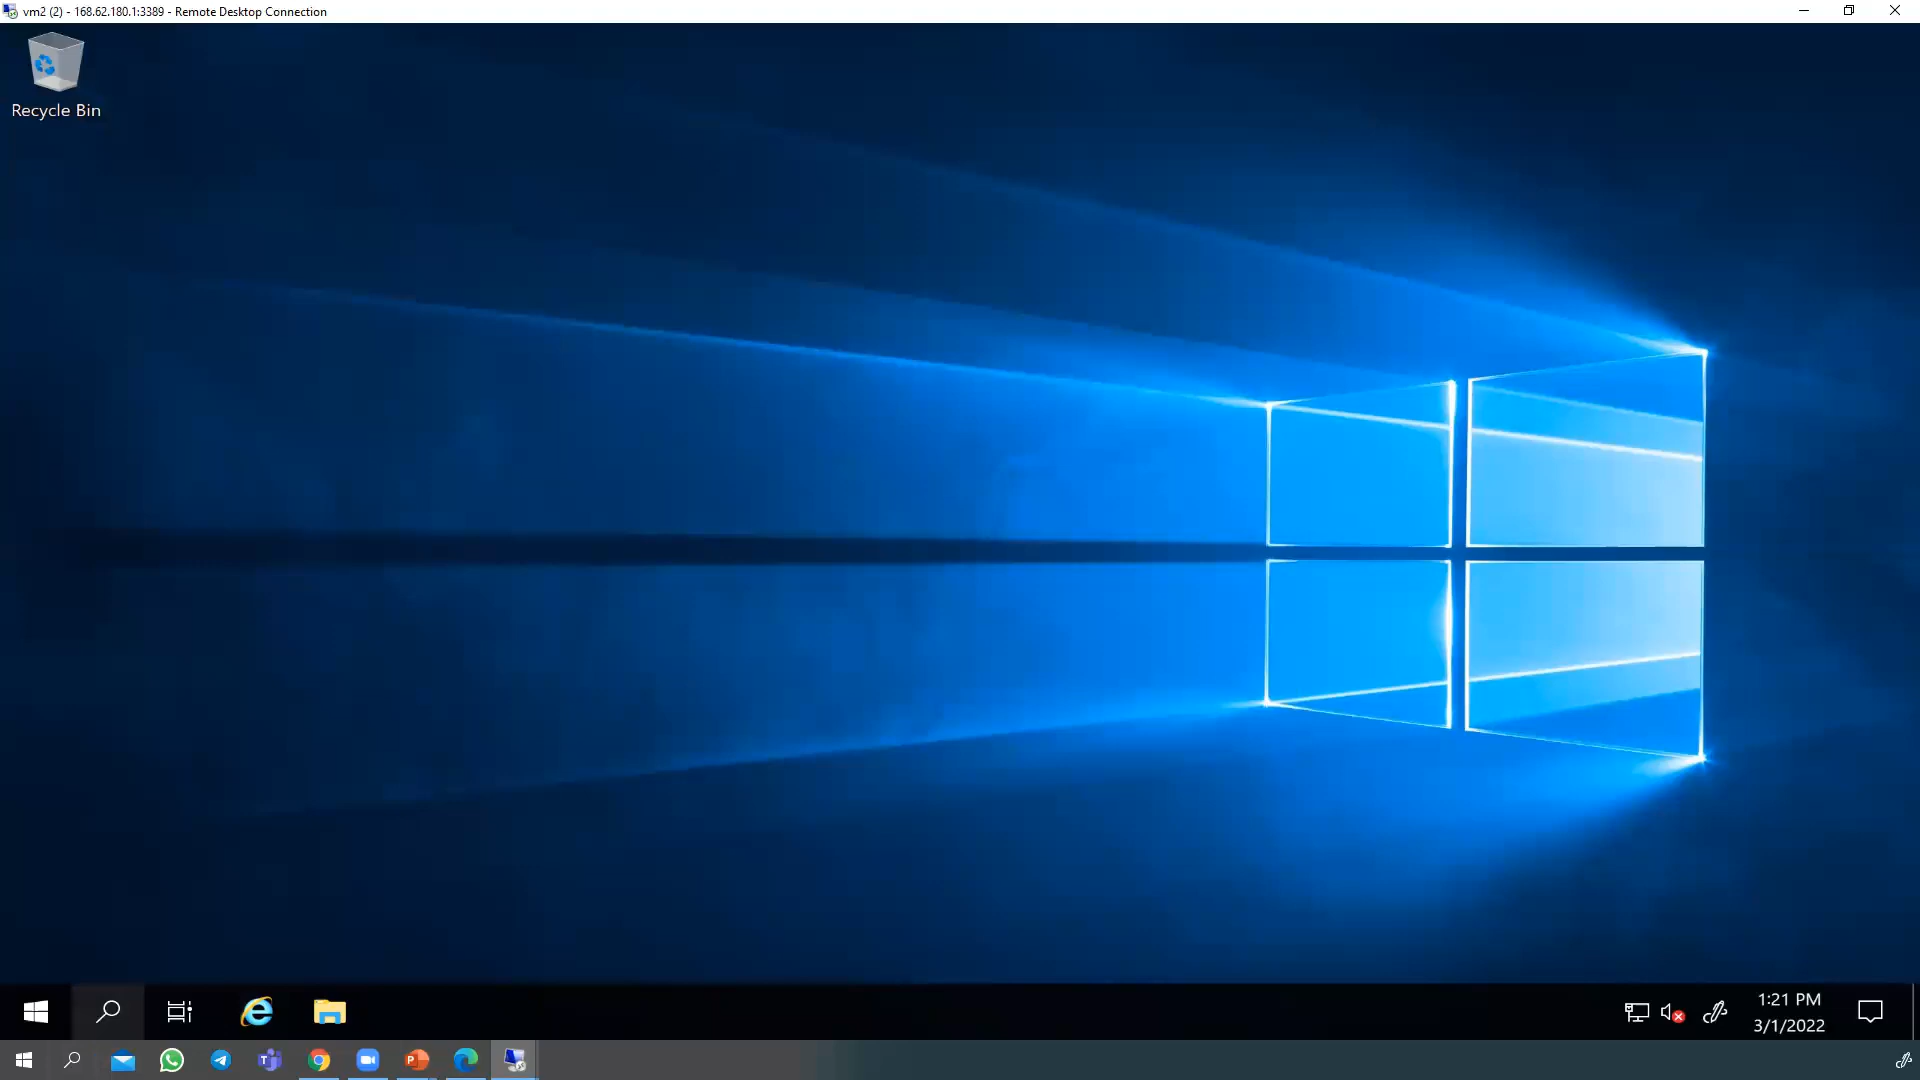 vm2 (2) - 168.62.180.1:3389 - Remote Desktop Connection
Recycle Bin
1:21 PM
3/1/2022